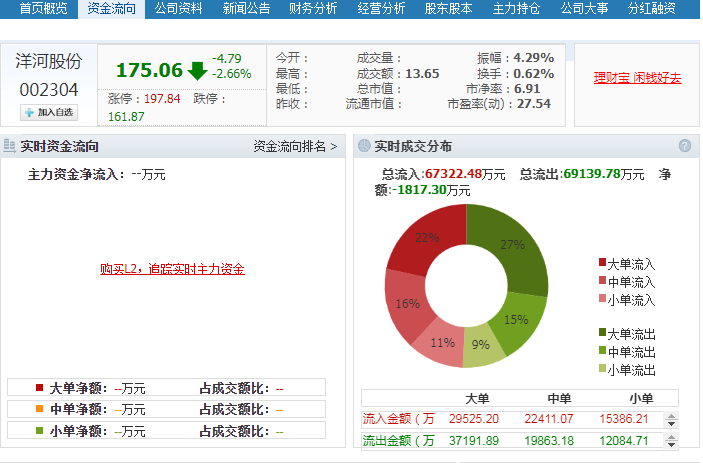 首页概览 资金流向 公司资料 新闻公告 财务分析 经营分析 股东股本 主力持仓 公司大事 分红融资
洋河股份
002304
加入自选
175.06 -4.79
-2.66%
涨停：197.84 跌停：
161.87
今开： 成交量： 振幅：4.29%
最高： 成交额：13.65 换手：0.62%
最低： 总市值： 市净率：6.91
昨收： 流通市值： 市盈率(动)：27.54
理财宝 闲钱好去
实时资金流向 资金流向排名 >
主力资金净流入：--万元
购买L2，追踪实时主力资金
大单净额：--万元 占成交额比：--
中单净额：--万元 占成交额比：--
小单净额：--万元 占成交额比：--
实时成交分布 ?
总流入:67322.48万元 总流出:69139.78万元 净
额:-1817.30万元
22%
27%
16%
15%
11%
9%
大单流入
中单流入
小单流入
大单流出
中单流出
小单流出
大单 中单 小单
流入金额（万 29525.20 22411.07 15386.21
流出金额（万 37191.89 19863.18 12084.71